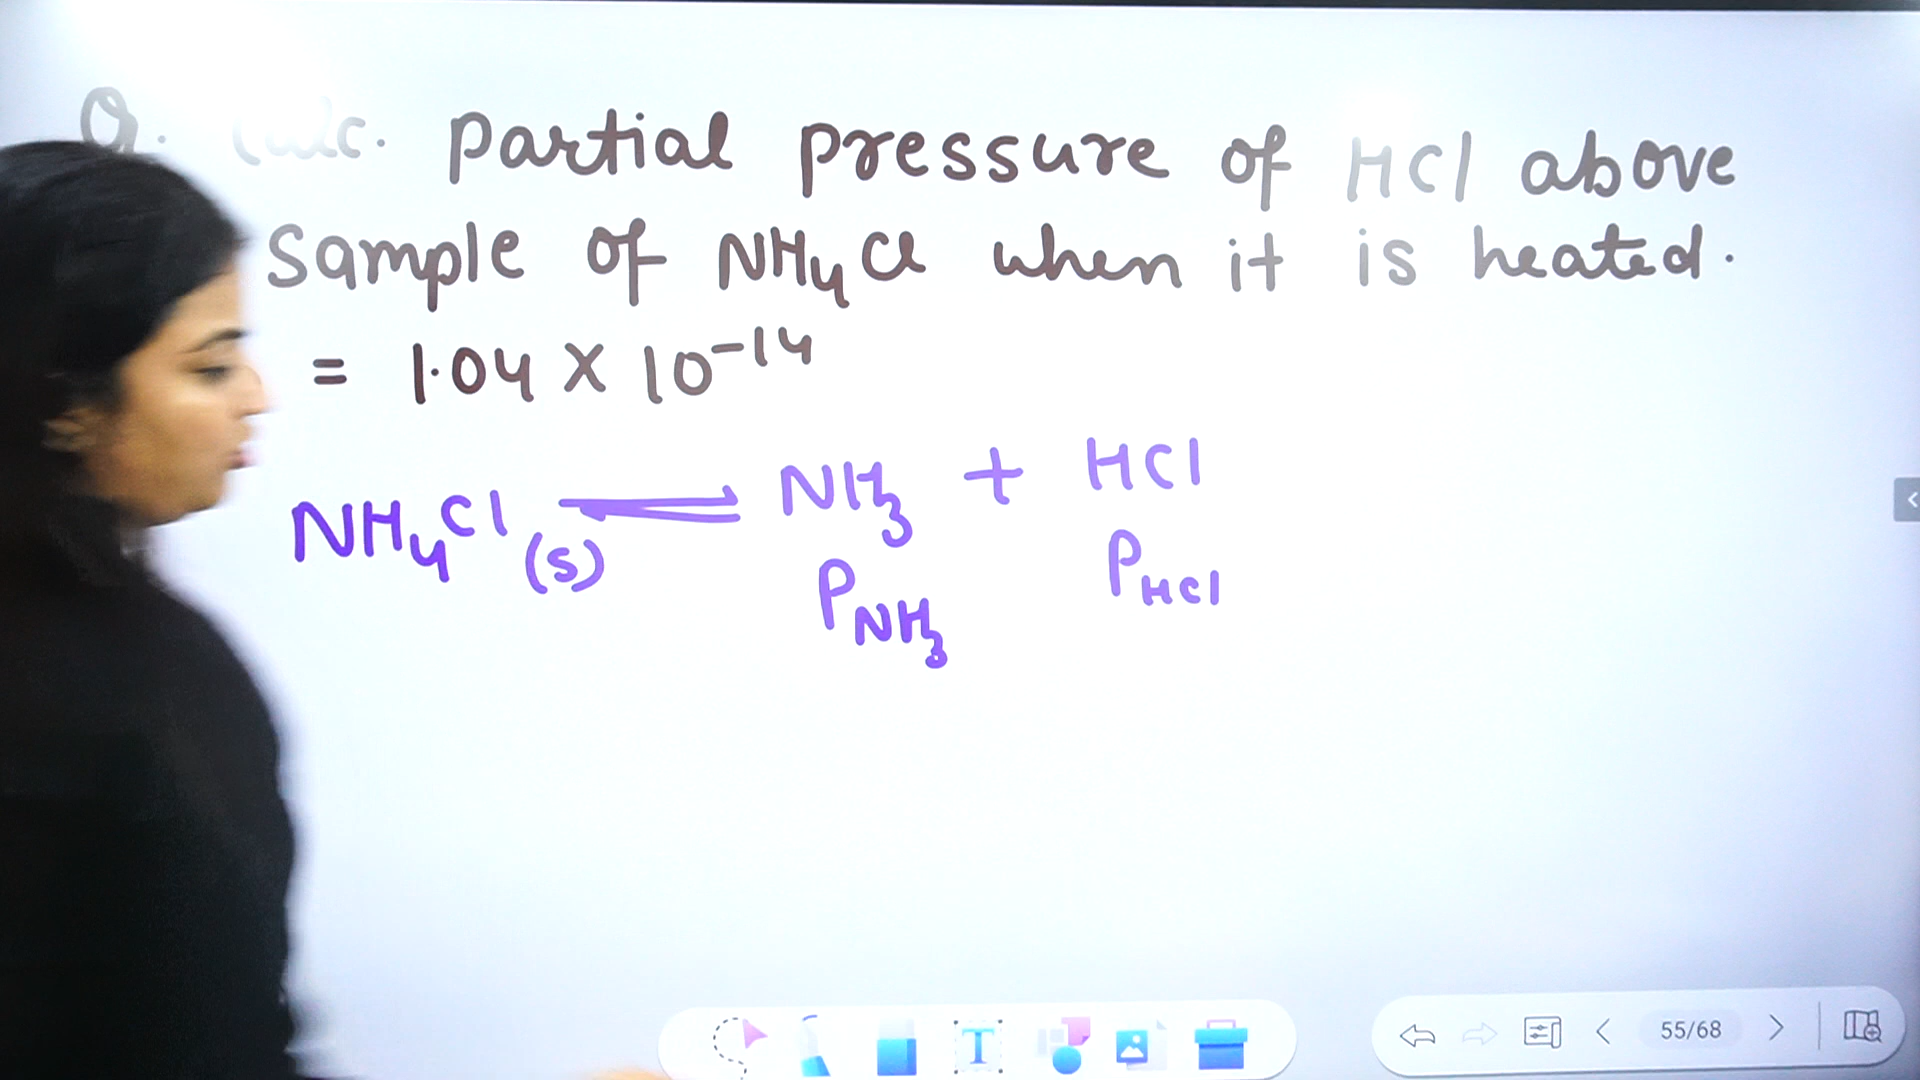 Q. Calc. Partial pressure of HCl above
Sample of NH4Cl when it is heated.
= 1.04 × 10⁻¹⁴
NH4Cl(s) ⇌ NH3 + HCl
PNH3 PHCl
T
55/68